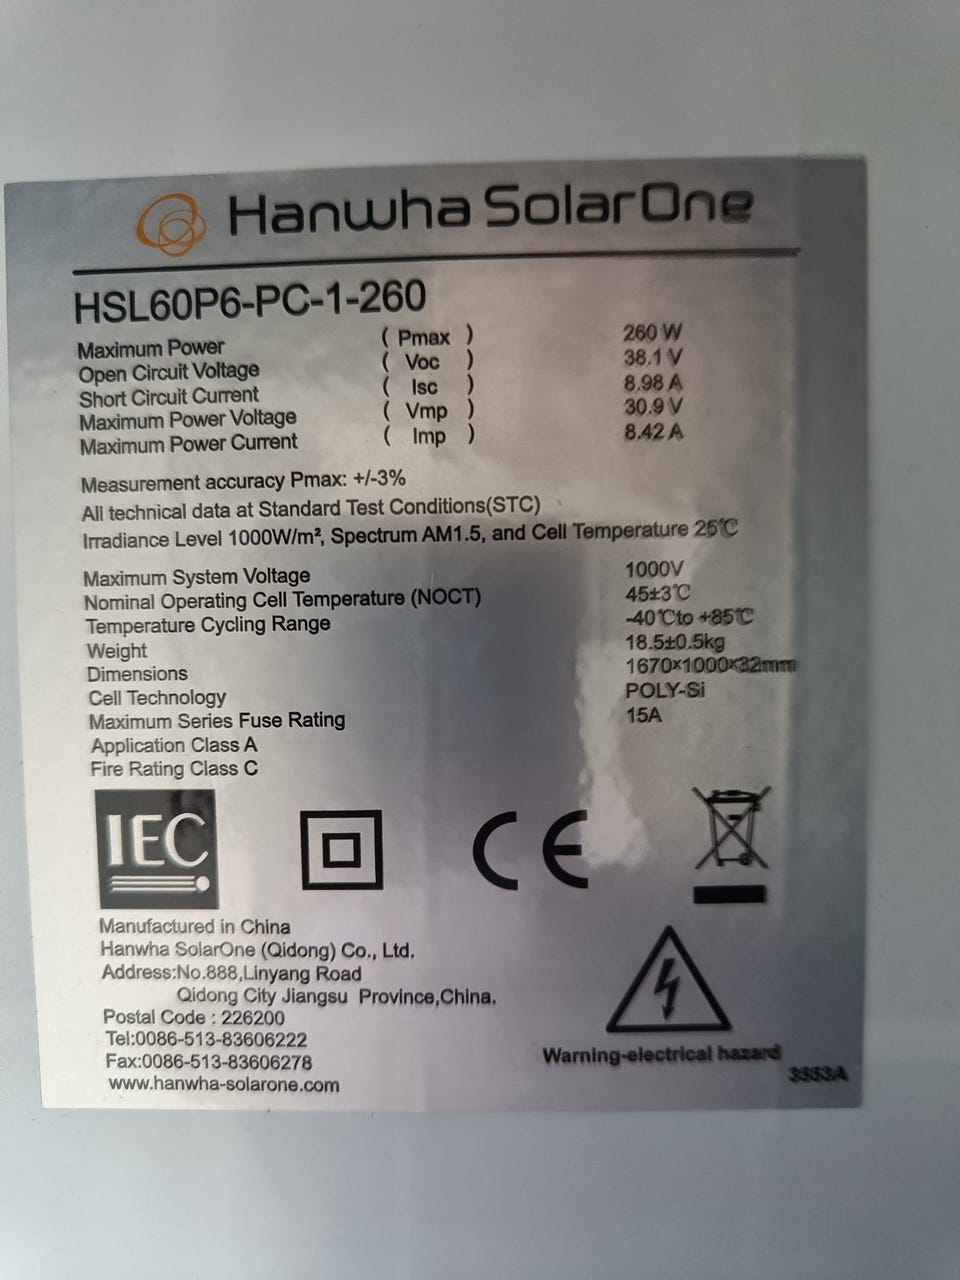 Hanwha SolarOne
HSL60P6-PC-1-260
Maximum Power ( Pmax ) 260 W
Open Circuit Voltage ( Voc ) 38.1 V
Short Circuit Current ( Isc ) 8.98 A
Maximum Power Voltage ( Vmp ) 30.9 V
Maximum Power Current ( Imp ) 8.42 A
Measurement accuracy Pmax: +/-3%
All technical data at Standard Test Conditions(STC)
Irradiance Level 1000W/m², Spectrum AM1.5, and Cell Temperature 25℃
Maximum System Voltage 1000V
Nominal Operating Cell Temperature (NOCT) 45±3℃
Temperature Cycling Range -40℃to +85℃
Weight 18.5±0.5kg
Dimensions 1670×1000×32mm
Cell Technology POLY-Si
Maximum Series Fuse Rating 15A
Application Class A
Fire Rating Class C
IEC
CE
Manufactured in China
Hanwha SolarOne (Qidong) Co., Ltd.
Address:No.888,Linyang Road
Qidong City Jiangsu Province,China.
Postal Code : 226200
Tel:0086-513-83606222
Fax:0086-513-83606278
www.hanwha-solarone.com
Warning-electrical hazard
3553A